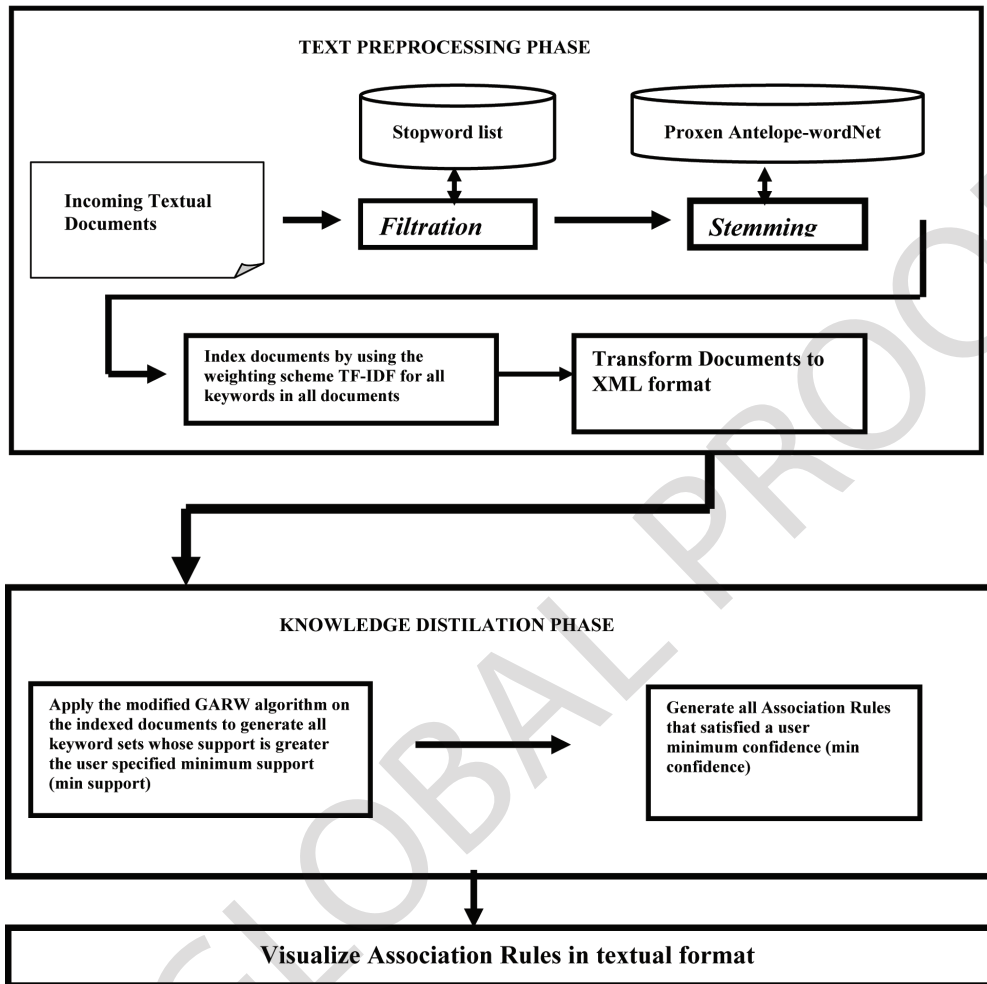 TEXT PREPROCESSING PHASE
Stopword list
Proxen Antelope-wordNet
Incoming Textual
Documents
Filtration
Stemming
Index documents by using the
weighting scheme TF-IDF for all
keywords in all documents
Transform Documents to
XML format
KNOWLEDGE DISTILATION PHASE
Apply the modified GARW algorithm on
the indexed documents to generate all
keyword sets whose support is greater
the user specified minimum support
(min support)
Generate all Association Rules
that satisfied a user
minimum confidence (min
confidence)
Visualize Association Rules in textual format
GLOBAL PROO